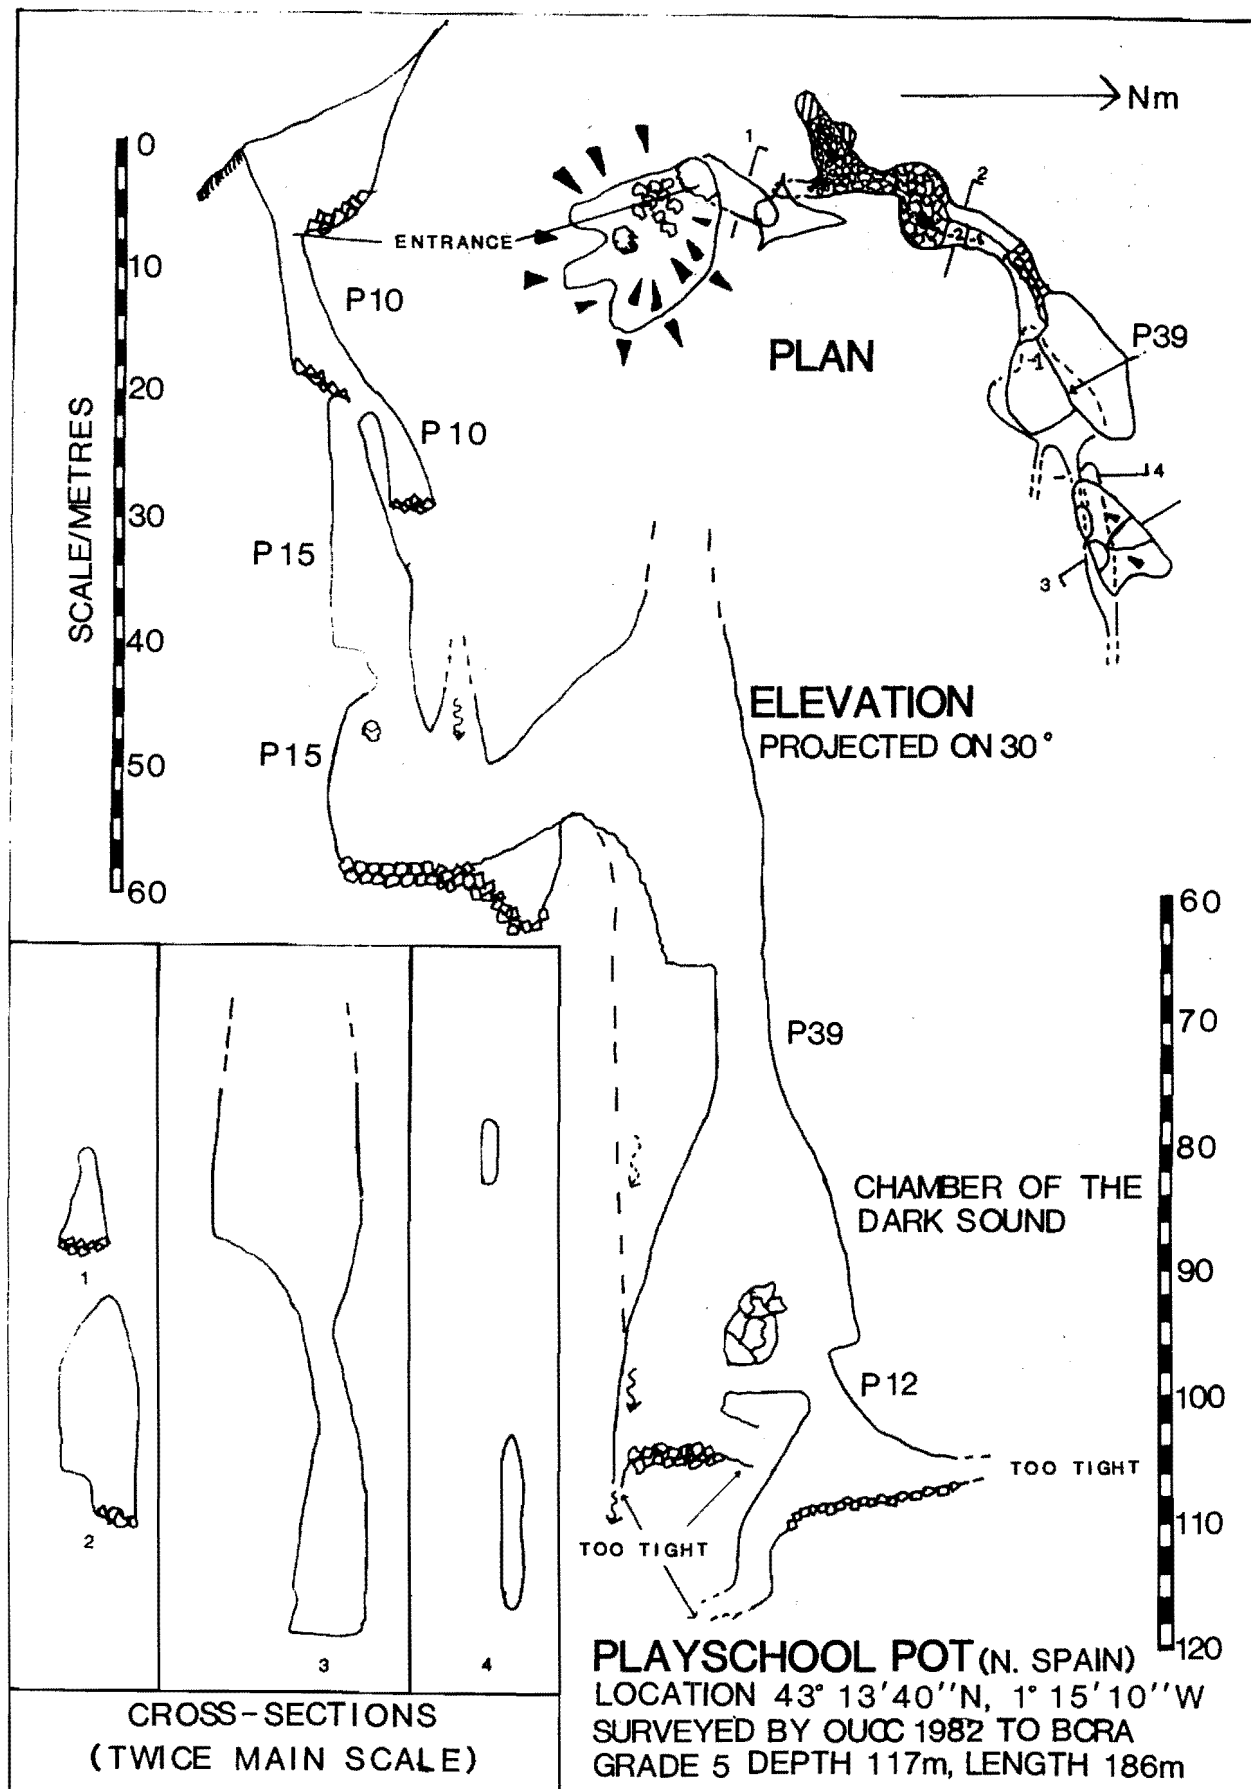 Nm
0
10
20
30
40
50
60
SCALE/METRES
ENTRANCE
P10
P10
P15
P15
1
2
-2
1
P39
4
3
PLAN
ELEVATION
PROJECTED ON 30°
60
70
80
90
100
110
120
P39
CHAMBER OF THE
DARK SOUND
P12
TOO TIGHT
TOO TIGHT
1
2
3
4
CROSS-SECTIONS
(TWICE MAIN SCALE)
PLAYSCHOOL POT (N. SPAIN)
LOCATION 43° 13'40''N, 1° 15'10''W
SURVEYED BY OUCC 1982 TO BCRA
GRADE 5 DEPTH 117m, LENGTH 186m